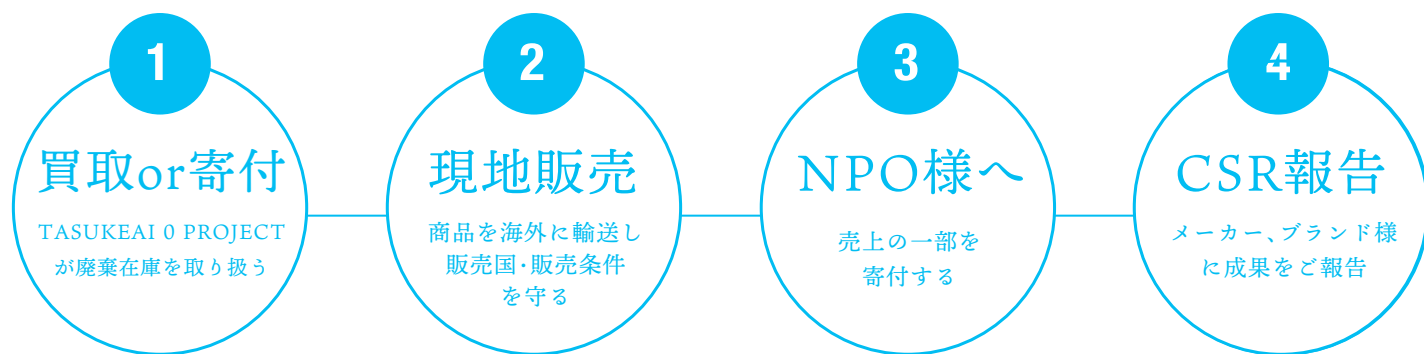 1
買取or寄付
TASUKEAI 0 PROJECT
が廃棄在庫を取り扱う
2
現地販売
商品を海外に輸送し
販売国・販売条件
を守る
3
NPO様へ
売上の一部を
寄付する
4
CSR報告
メーカー、ブランド様
に成果をご報告